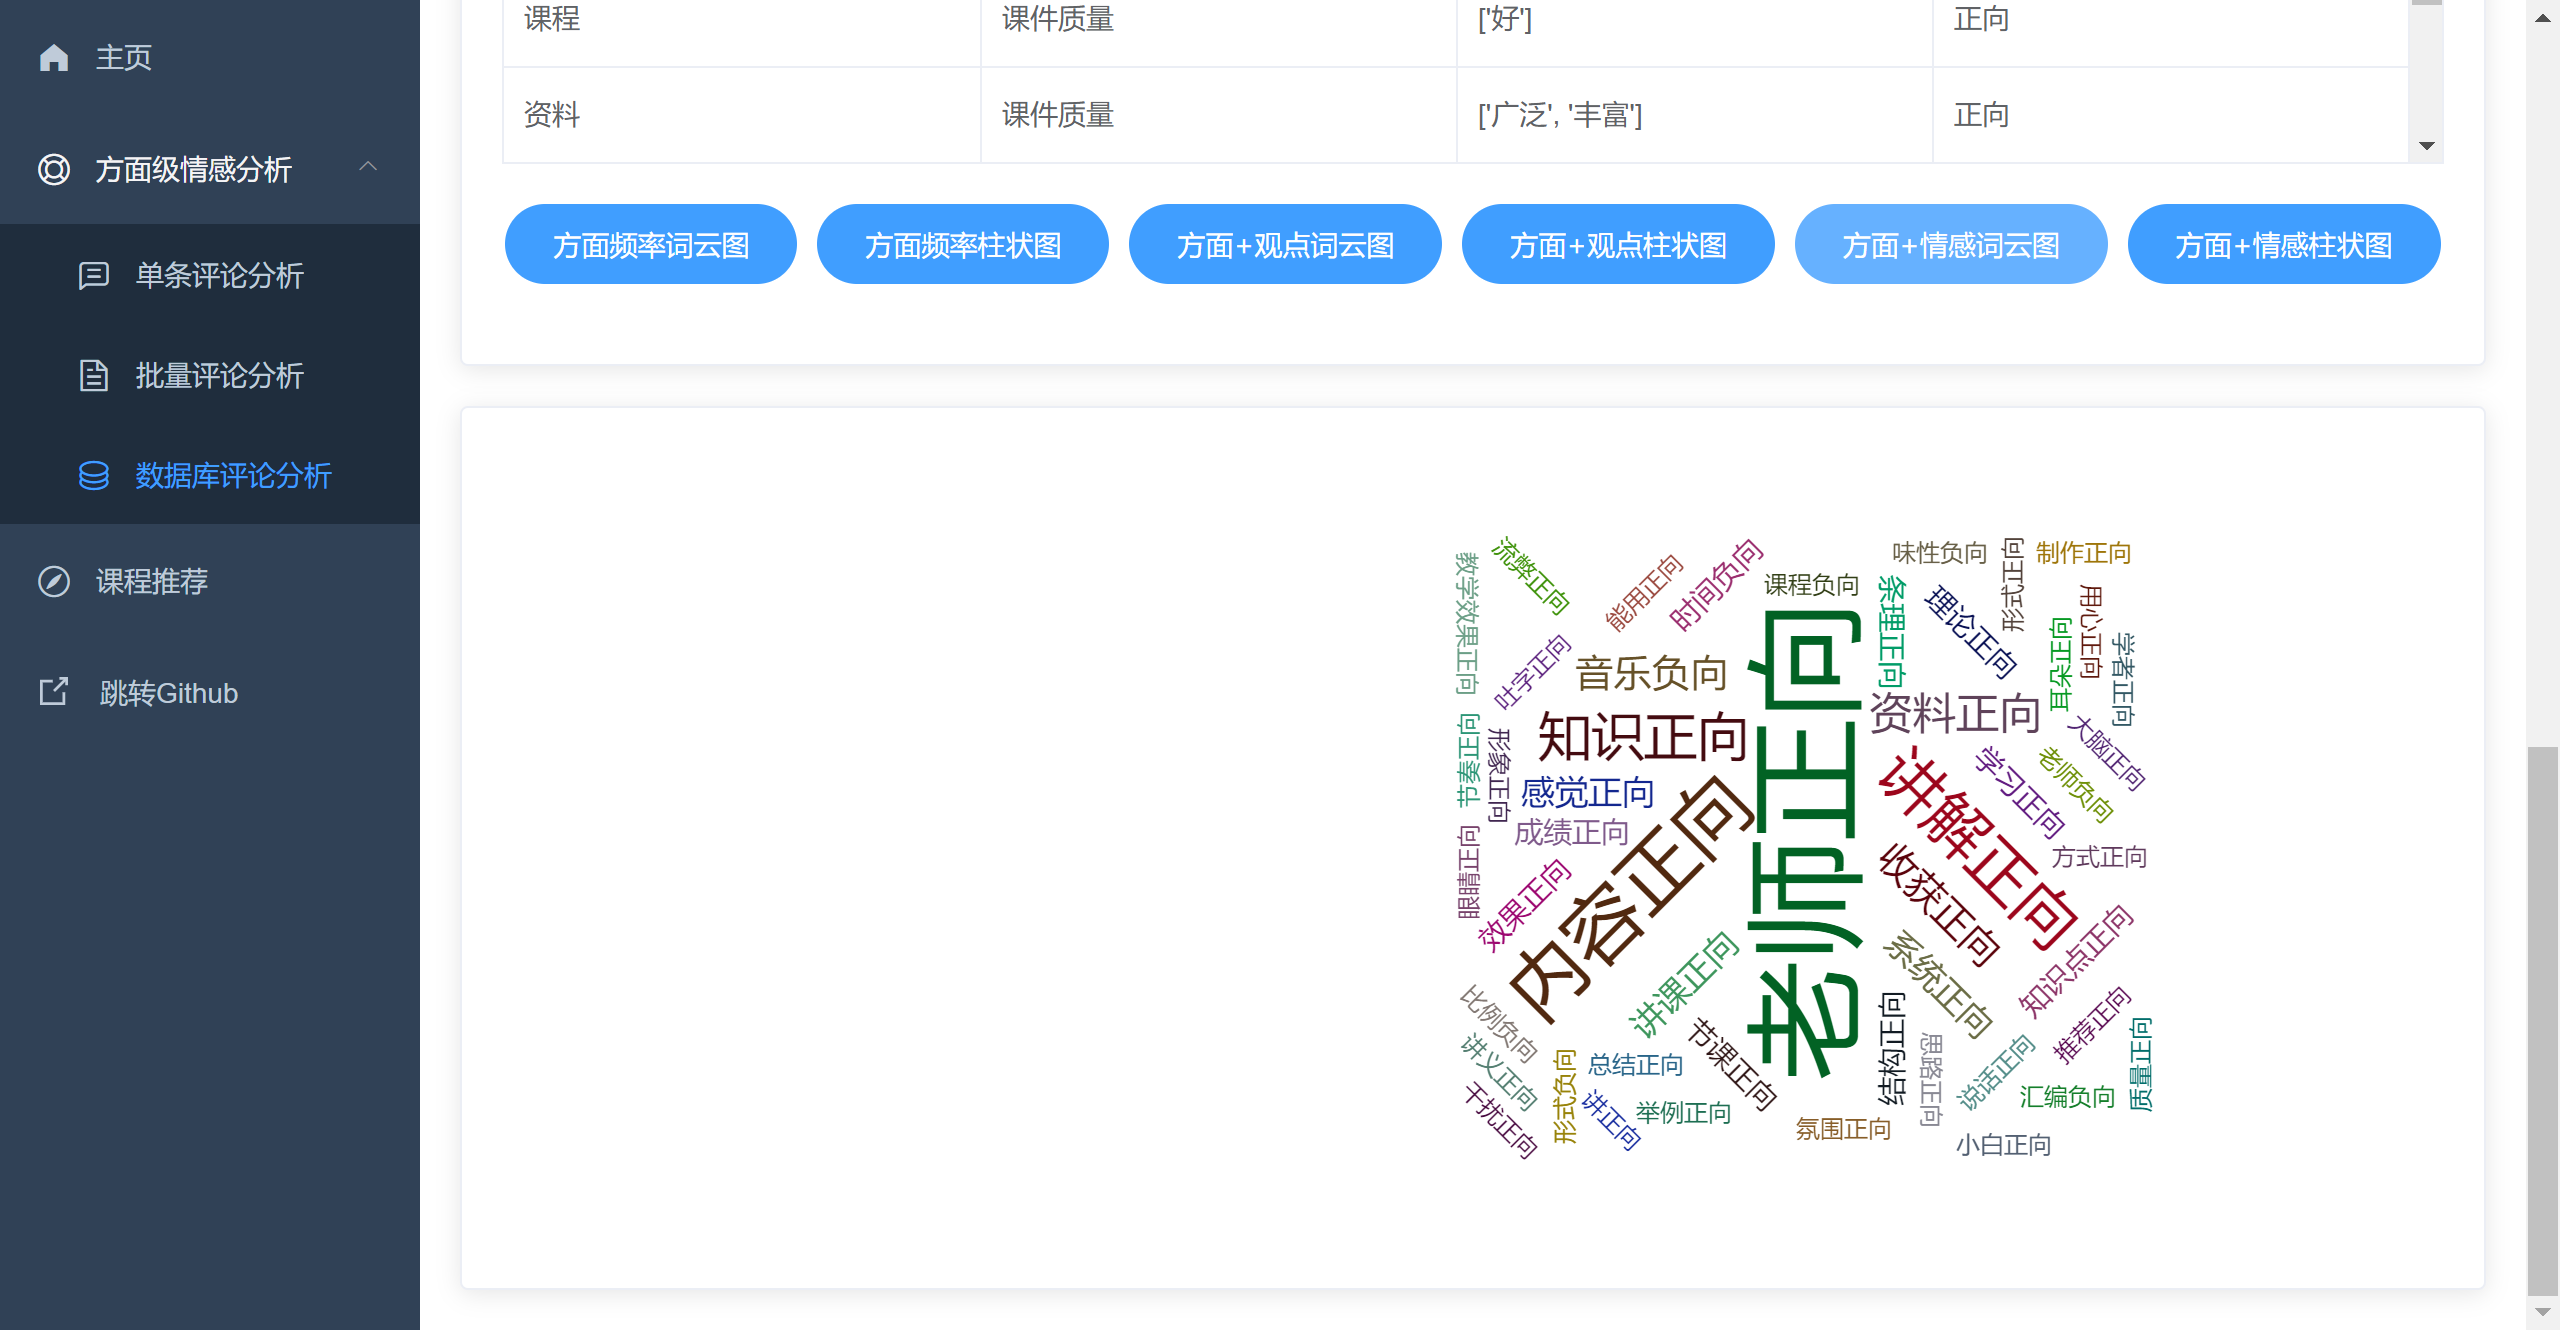 主页
方面级情感分析
单条评论分析
批量评论分析
数据库评论分析
课程推荐
跳转Github
课程 课件质量 ['好'] 正向
资料 课件质量 ['广泛', '丰富'] 正向
方面频率词云图 方面频率柱状图 方面+观点词云图 方面+观点柱状图 方面+情感词云图 方面+情感柱状图
教学效果正向
流弊正向
能用正向
时间负向
课程负向
味性负向
形式正向
制作正向
条理正向
理论正向
用心正向
耳朵正向
学者正向
吐字正向
音乐负向
知识正向
老师正向
资料正向
大脑正向
节奏正向
形象正向
感觉正向
成绩正向
内容正向
讲解正向
学习正向
老师负向
方式正向
眼睛正向
效果正向
收获正向
讲课正向
系统正向
知识点正向
比例负向
讲义正向
干扰正向
形式负向
总结正向
讲正向
举例正向
节课正向
氛围正向
结构正向
思路正向
说话正向
推荐正向
汇编负向
质量正向
小白正向